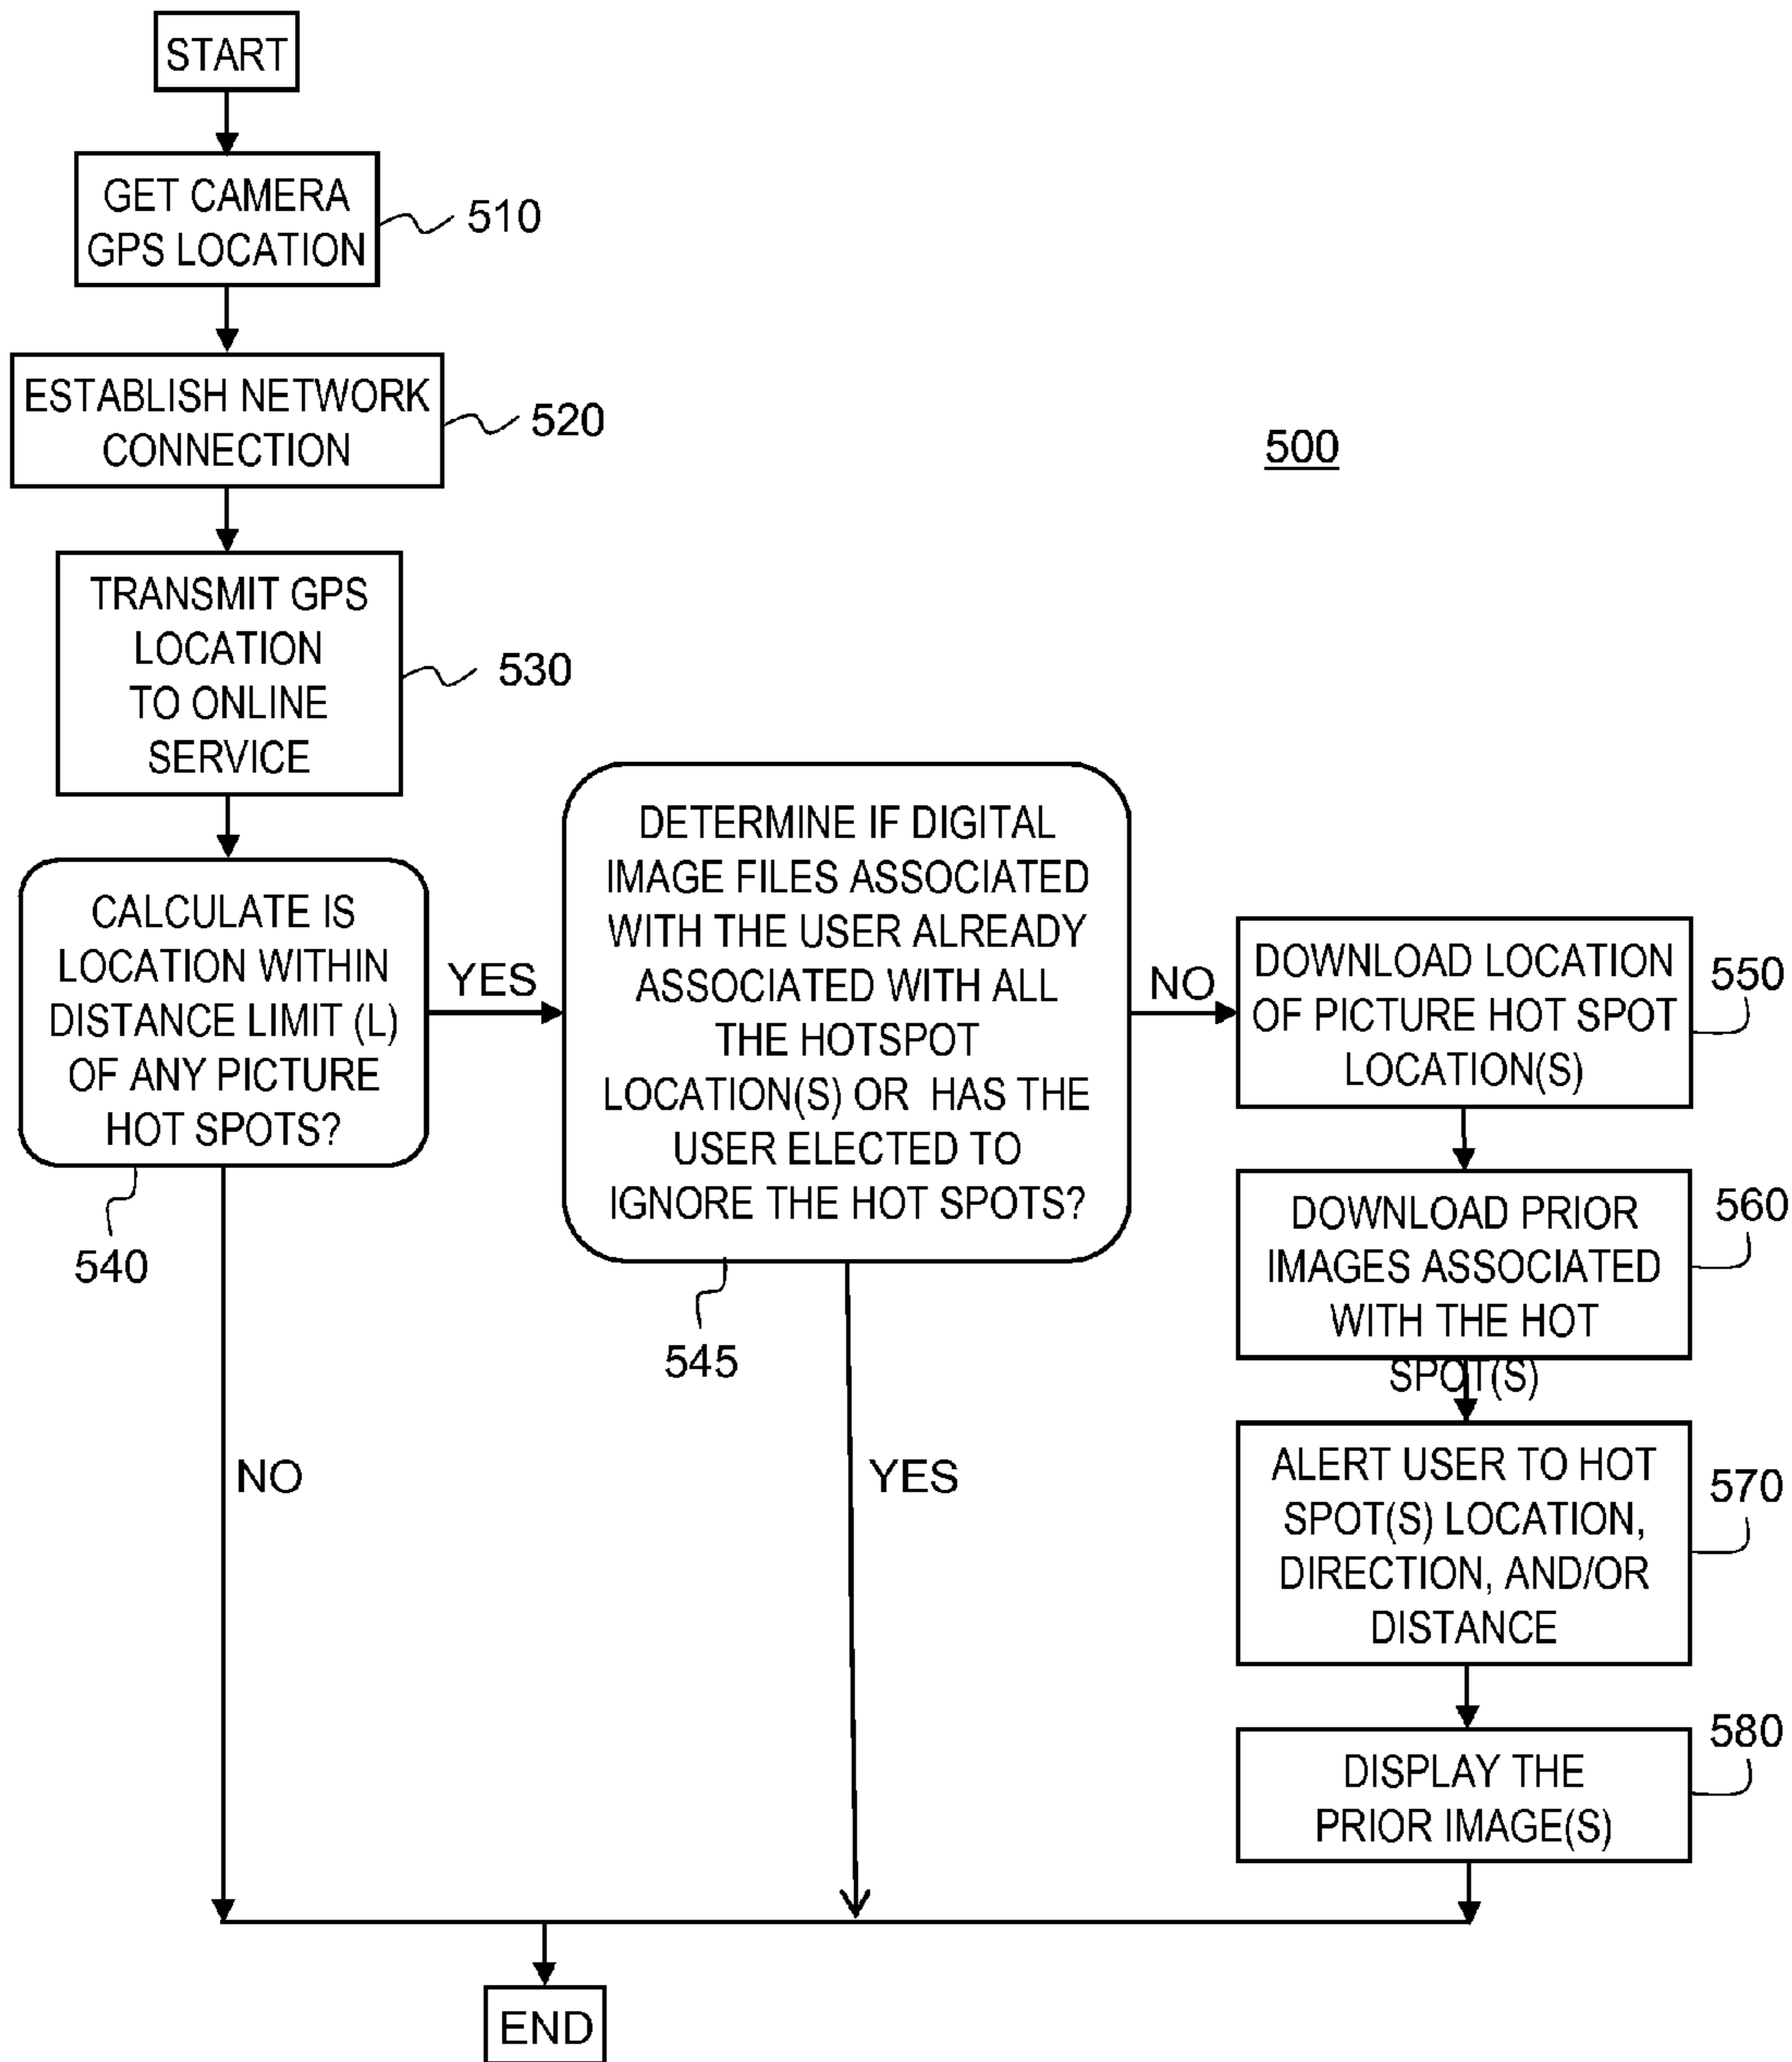 START
GET CAMERA
GPS LOCATION
510
ESTABLISH NETWORK
CONNECTION
520
500
TRANSMIT GPS
LOCATION
TO ONLINE
SERVICE
530
CALCULATE IS
LOCATION WITHIN
DISTANCE LIMIT (L)
OF ANY PICTURE
HOT SPOTS?
540
YES
NO
DETERMINE IF DIGITAL
IMAGE FILES ASSOCIATED
WITH THE USER ALREADY
ASSOCIATED WITH ALL
THE HOTSPOT
LOCATION(S) OR HAS THE
USER ELECTED TO
IGNORE THE HOT SPOTS?
545
NO
YES
DOWNLOAD LOCATION
OF PICTURE HOT SPOT
LOCATION(S)
550
DOWNLOAD PRIOR
IMAGES ASSOCIATED
WITH THE HOT
SPOT(S)
560
ALERT USER TO HOT
SPOT(S) LOCATION,
DIRECTION, AND/OR
DISTANCE
570
DISPLAY THE
PRIOR IMAGE(S)
580
END